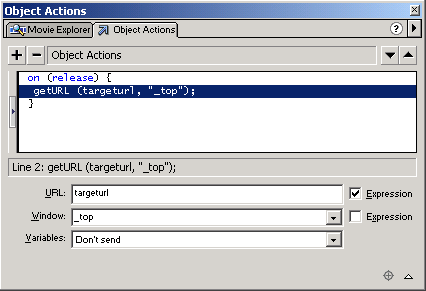 Object Actions
Movie Explorer Object Actions ?
+ − Object Actions
on (release) {
getURL (targeturl, "_top");
}
Line 2: getURL (targeturl, "_top");
URL: targeturl Expression
Window: _top Expression
Variables: Don't send